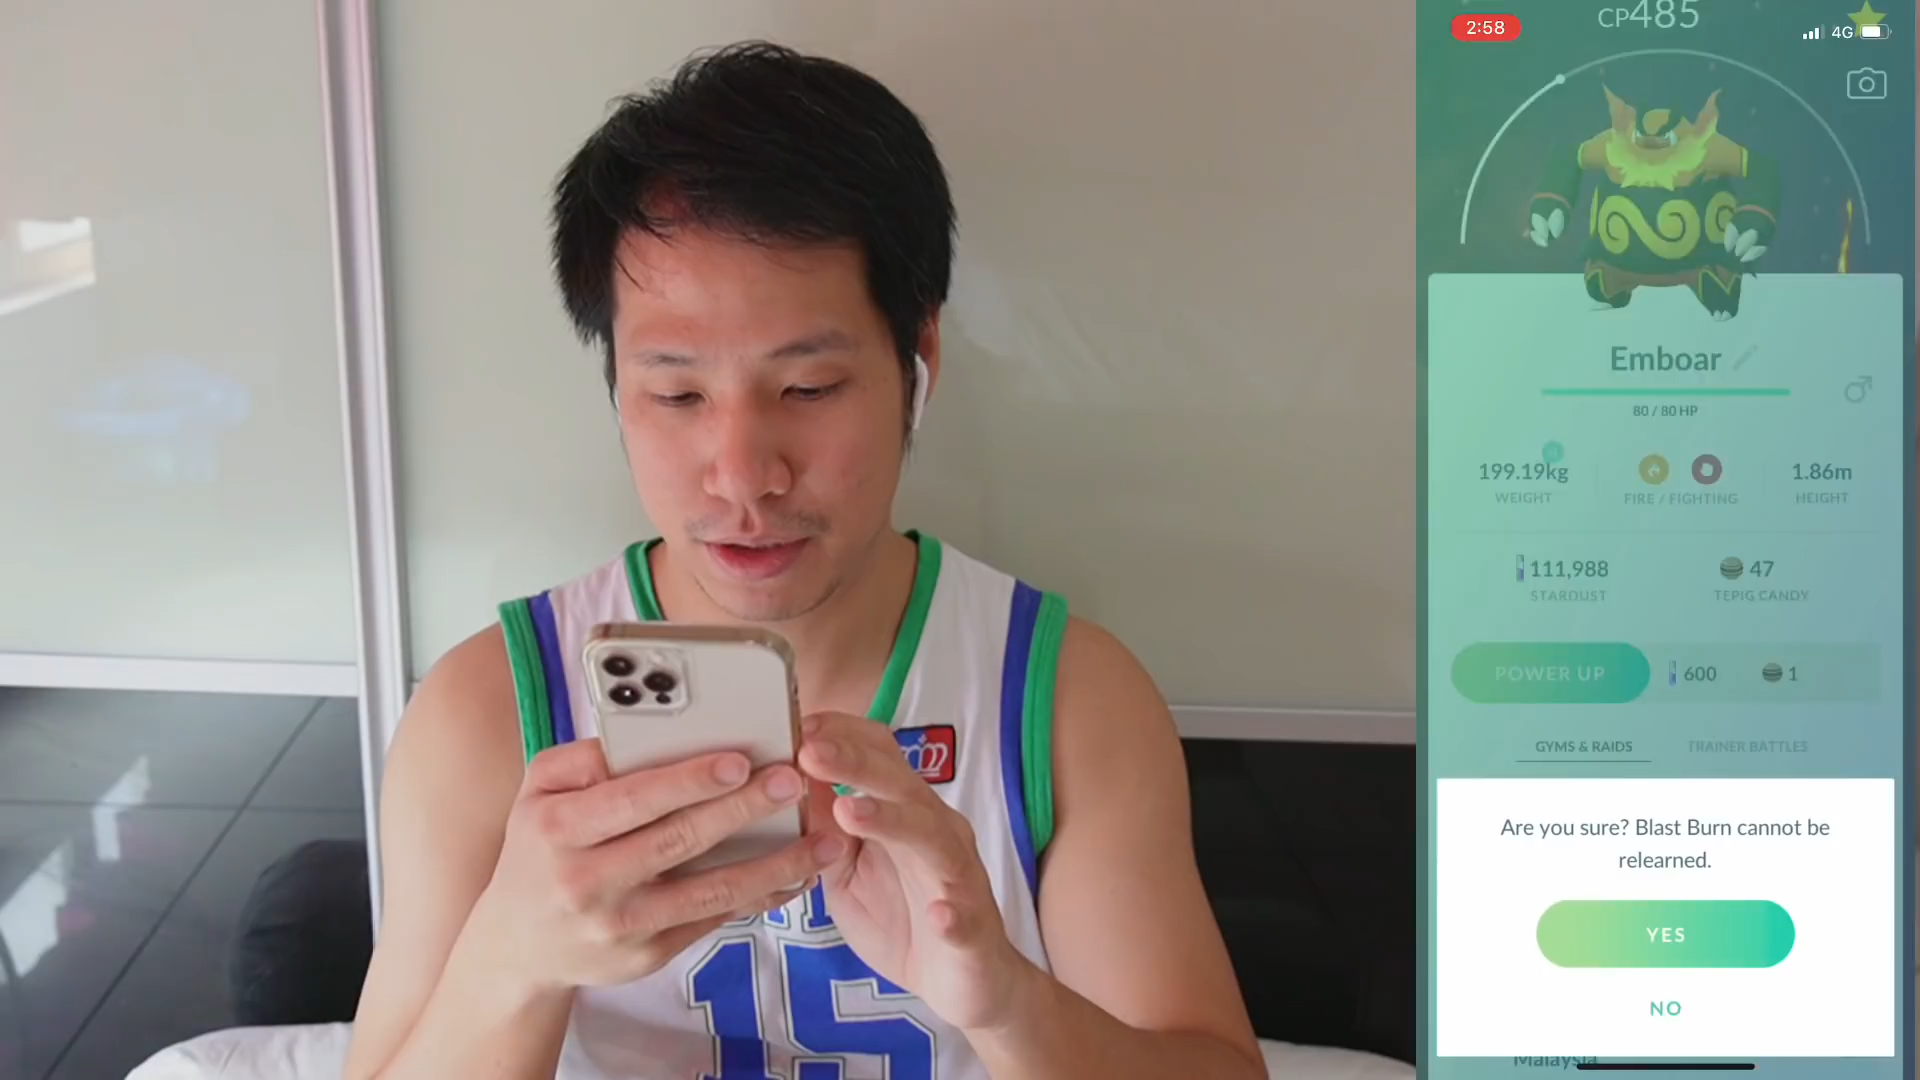 2:58
CP485
4G
Emboar
80 / 80 HP
199.19kg
WEIGHT
FIRE / FIGHTING
1.86m
HEIGHT
111,988
STARDUST
47
TEPIG CANDY
POWER UP
600
1
GYMS & RAIDS
TRAINER BATTLES
Are you sure? Blast Burn cannot be
relearned.
YES
NO
Malaysia
15